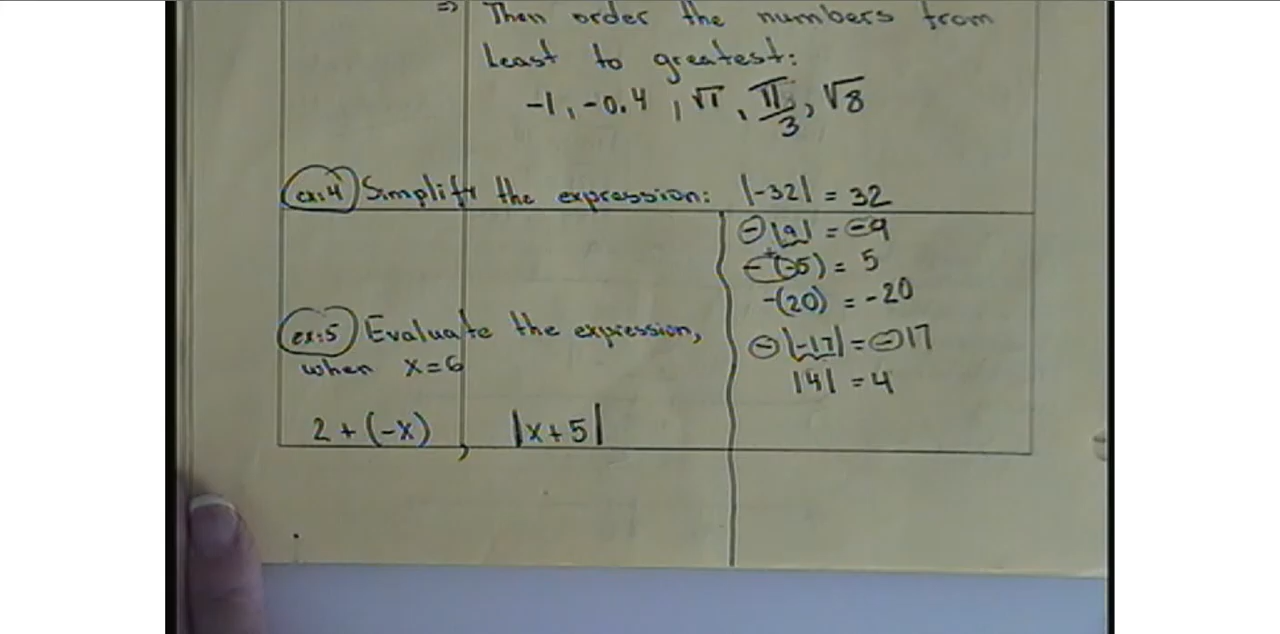 ⇒ Then order the numbers from
least to greatest:
-1, -0.4, √1, π/3, √8
ex:4 Simplify the expression: |-32| = 32
-|9| = -9
-(-5) = 5
+
-(20) = -20
ex:5 Evaluate the expression,
-|-17| = -17
when x=6
|4| = 4
2+(-x) , |x+5|